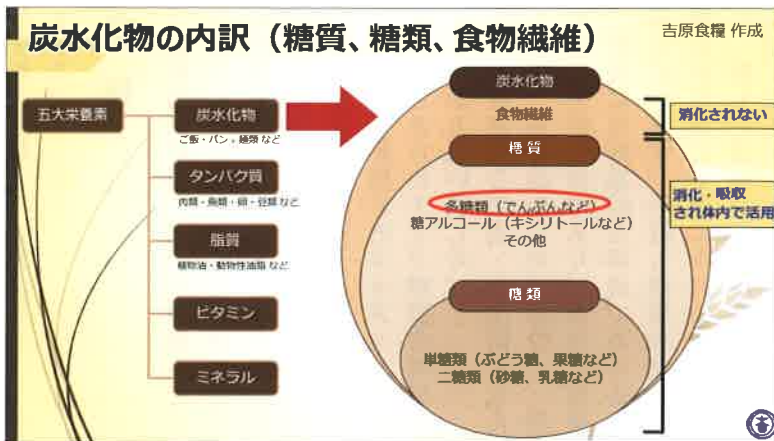 炭水化物の内訳（糖質、糖類、食物繊維）
吉原食糧 作成
五大栄養素
炭水化物
ご飯・パン・麺類 など
タンパク質
肉類・魚類・卵・豆類 など
脂質
植物油・動物性油脂 など
ビタミン
ミネラル
炭水化物
食物繊維
糖質
多糖類（でんぷんなど）
糖アルコール（キシリトールなど）
その他
糖類
単糖類（ぶどう糖、果糖など）
二糖類（砂糖、乳糖など）
消化されない
消化・吸収
され体内で活用